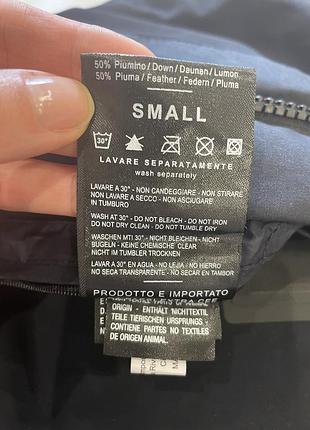 50% Piumino / Down / Daunen / Lumon
50% Piuma / Feather / Federn / Pluma
SMALL
30°
LAVARE SEPARATAMENTE
wash separately
LAVARE A 30° - NON CANDEGGIARE - NON STIRARE
NON LAVARE A SECCO - NON ASCIUGARE
IN TUMBURO
WASH AT 30° - DO NOT BLEACH - DO NOT IRON
DO NOT DRY CLEAN - DO NOT TUMBLE DRY
WASCHEN MTI 30° - NICHT BLEICHEN - NICHT
BUGELN - KEINE CHEMISCHE CLEAR
NICHT IM TUMBLER TROCKNEN
LAVAR A 30° EN AGUA - NO LEJIA - NO HIERRO
NO SECA TRANSPARENTE - NO SECAR EN TAMBOR
PRODOTTO E IMPORTATO
ORIGIN - ENTHÄLT NICHTTEXTIL
TEILE TIERISCHEN URSPRUNGS -
CONTIENE PARTES NO TEXTILES
DE ORIGEN ANIMAL.